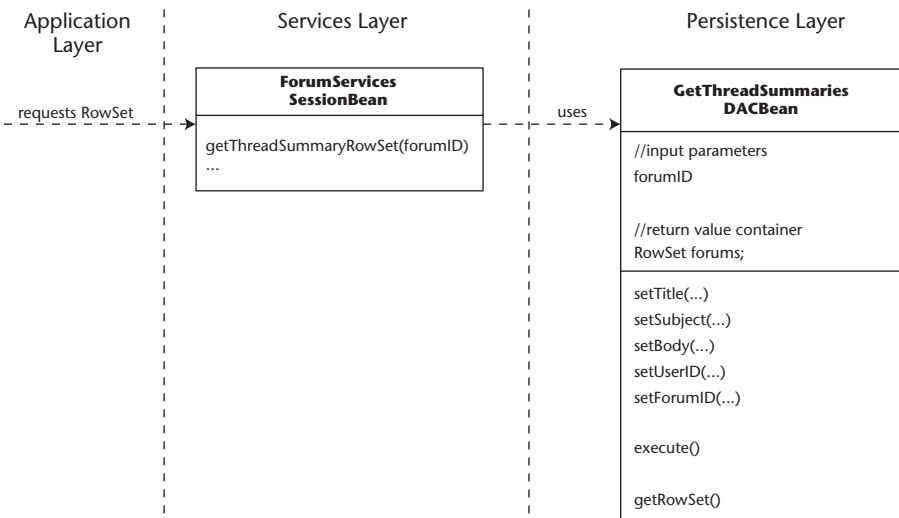 Application
Layer
Services Layer
Persistence Layer
requests RowSet
ForumServices
SessionBean
getThreadSummaryRowSet(forumID)
...
uses
GetThreadSummaries
DACBean
//input parameters
forumID
//return value container
RowSet forums;
setTitle(...)
setSubject(...)
setBody(...)
setUserID(...)
setForumID(...)
execute()
getRowSet()